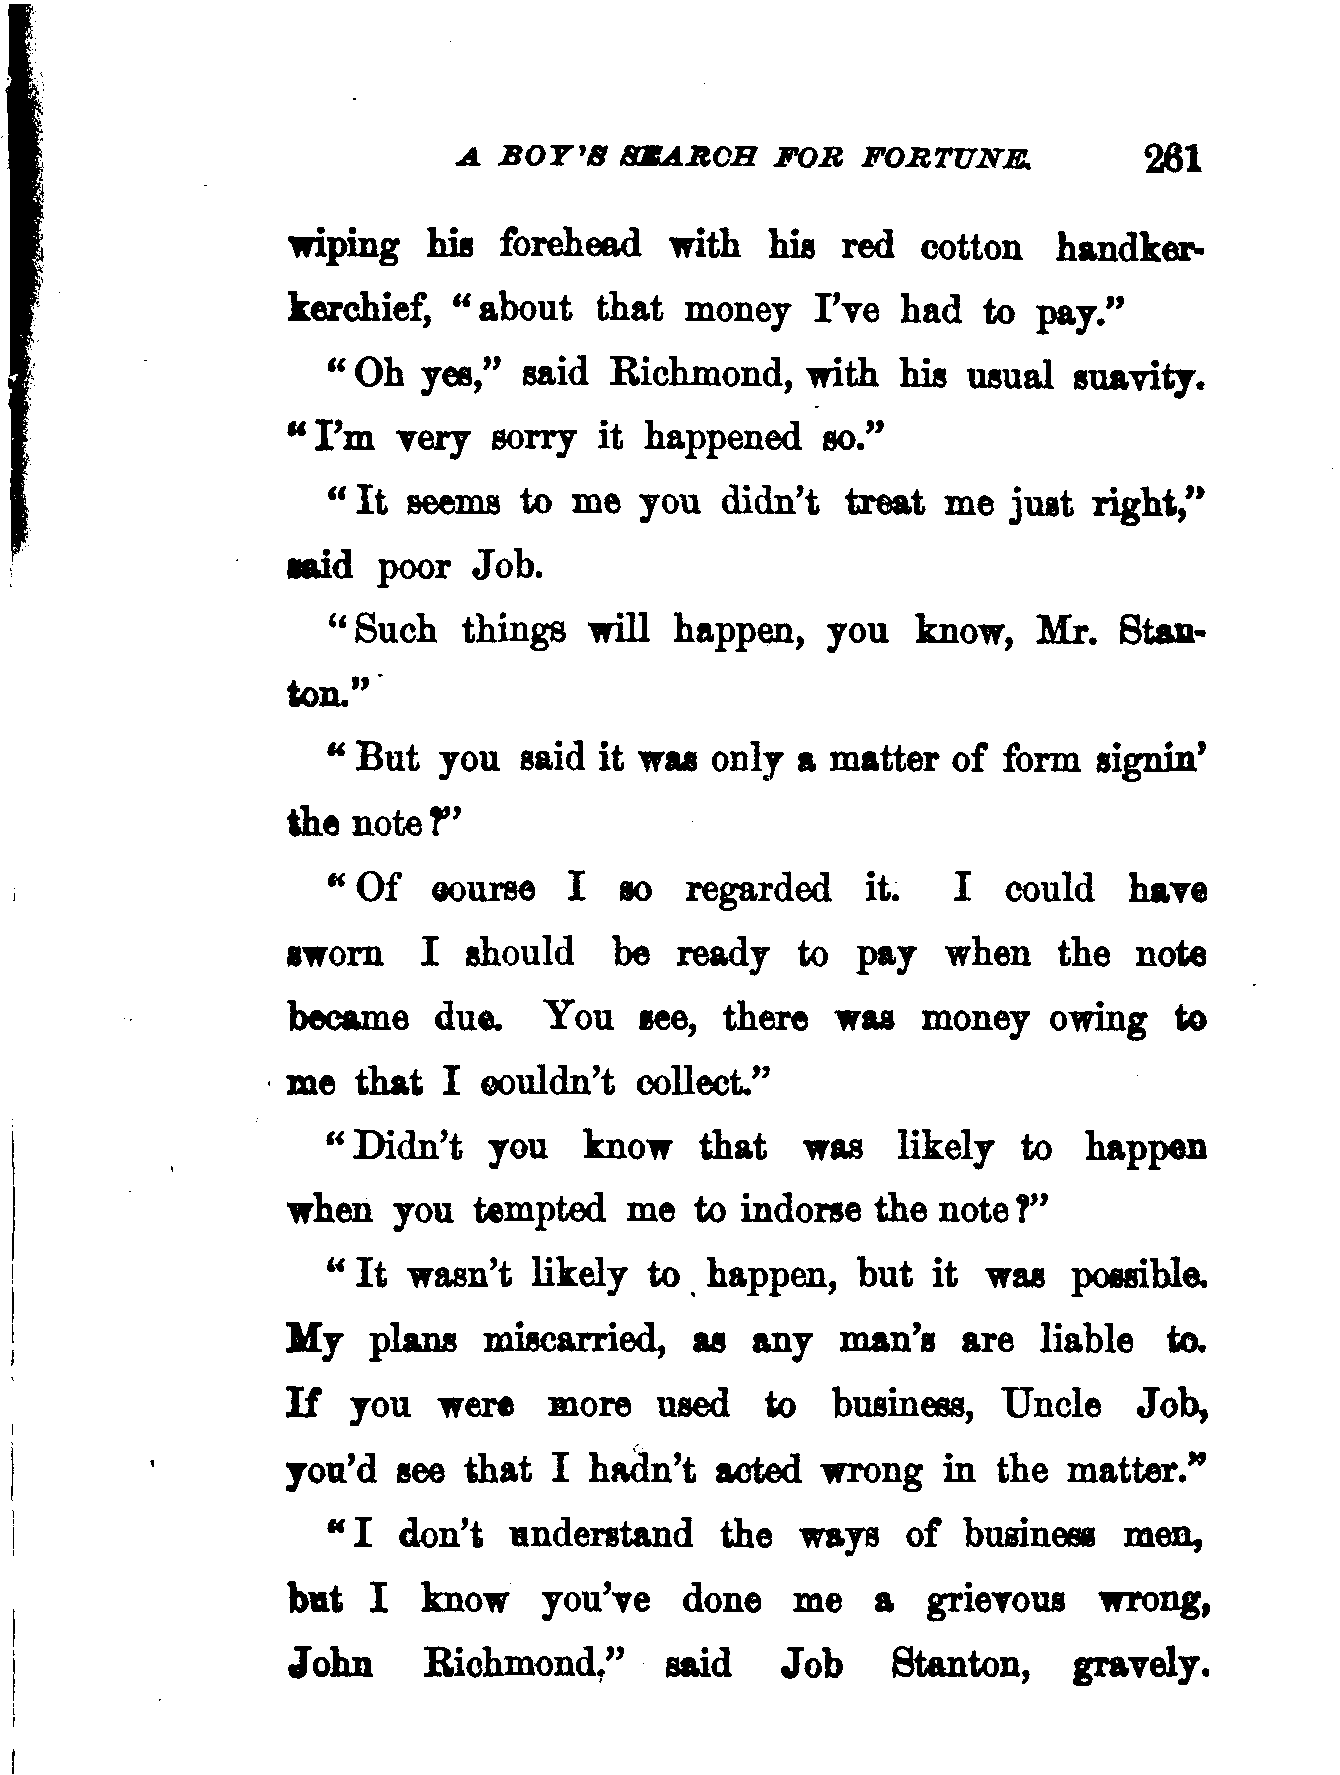 A BOY'S SEARCH FOR FORTUNE. 261
wiping his forehead with his red cotton handker-
kerchief, "about that money I've had to pay."
"Oh yes," said Richmond, with his usual suavity.
"I'm very sorry it happened so."
"It seems to me you didn't treat me just right,"
said poor Job.
"Such things will happen, you know, Mr. Stan-
ton."
"But you said it was only a matter of form signin'
the note?"
"Of course I so regarded it. I could have
sworn I should be ready to pay when the note
became due. You see, there was money owing to
me that I couldn't collect."
"Didn't you know that was likely to happen
when you tempted me to indorse the note?"
"It wasn't likely to happen, but it was possible.
My plans miscarried, as any man's are liable to.
If you were more used to business, Uncle Job,
you'd see that I hadn't acted wrong in the matter."
"I don't understand the ways of business men,
but I know you've done me a grievous wrong,
John Richmond," said Job Stanton, gravely.